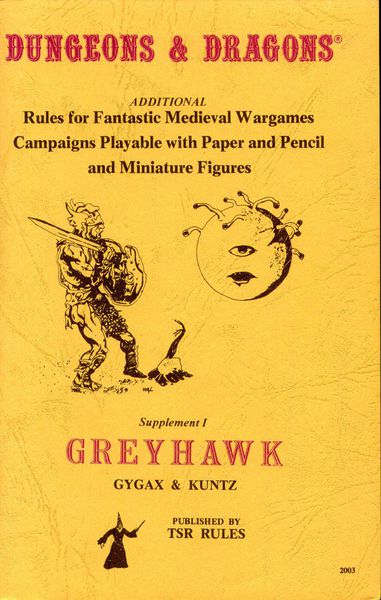 DUNGEONS & DRAGONS®
ADDITIONAL
Rules for Fantastic Medieval Wargames
Campaigns Playable with Paper and Pencil
and Miniature Figures
Supplement I
GREYHAWK
GYGAX & KUNTZ
PUBLISHED BY
TSR RULES
2003